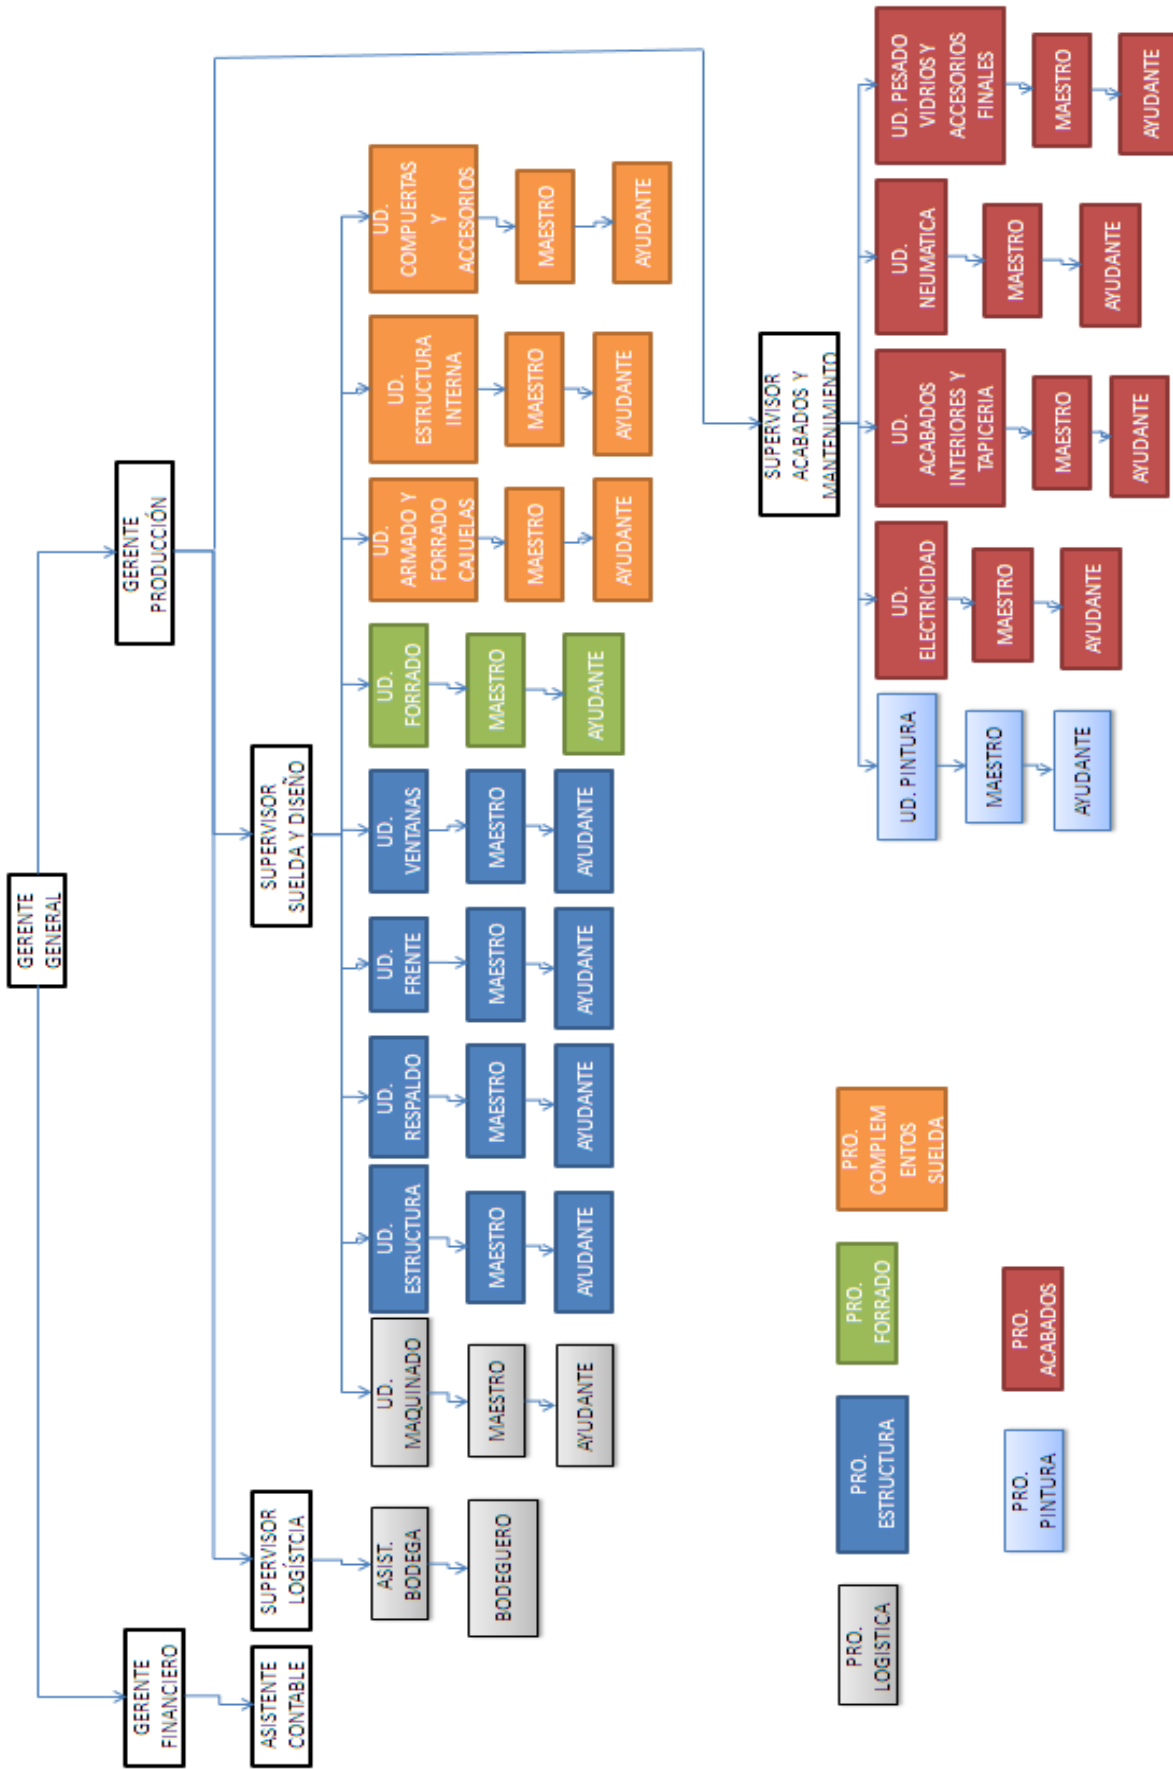 GERENTE
GENERAL
GERENTE
FINANCIERO
GERENTE
PRODUCCIÓN
ASISTENTE
CONTABLE
SUPERVISOR
LOGÍSTCIA
SUPERVISOR
SUELDA Y DISEÑO
ASIST.
BODEGA
BODEGUERO
UD.
MAQUINADO
MAESTRO
AYUDANTE
UD.
ESTRUCTURA
MAESTRO
AYUDANTE
UD.
RESPALDO
MAESTRO
AYUDANTE
UD.
FRENTE
MAESTRO
AYUDANTE
UD.
VENTANAS
MAESTRO
AYUDANTE
UD.
FORRADO
MAESTRO
AYUDANTE
UD.
ARMADO Y
FORRADO
CAJUELAS
MAESTRO
AYUDANTE
UD.
ESTRUCTURA
INTERNA
MAESTRO
AYUDANTE
UD.
COMPUERTAS
Y
ACCESORIOS
MAESTRO
AYUDANTE
SUPERVISOR
ACABADOS Y
MANTENIMIENTO
UD. PINTURA
MAESTRO
AYUDANTE
UD.
ELECTRICIDAD
MAESTRO
AYUDANTE
UD.
ACABADOS
INTERIORES Y
TAPICERIA
MAESTRO
AYUDANTE
UD.
NEUMATICA
MAESTRO
AYUDANTE
UD. PESADO
VIDRIOS Y
ACCESORIOS
FINALES
MAESTRO
AYUDANTE
PRO.
LOGISTICA
PRO.
ESTRUCTURA
PRO.
FORRADO
PRO.
COMPLEM
ENTOS
SUELDA
PRO.
PINTURA
PRO.
ACABADOS